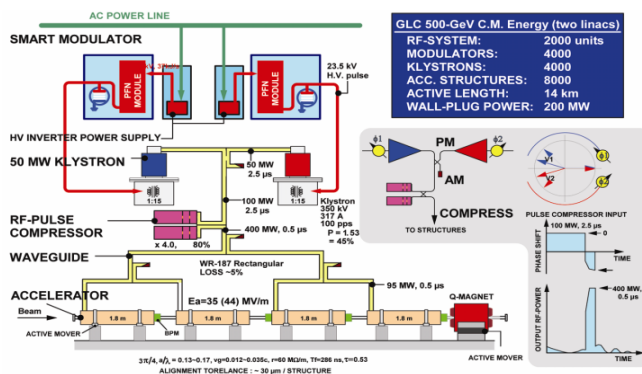 AC POWER LINE
SMART MODULATOR
PFN MODULE
PFN MODULE
23.5 kV
H.V. pulse
HV INVERTER POWER SUPPLY
50 MW KLYSTRON
50 MW
2.5 µs
1:15
1:15
Klystron
350 kV
317 A
100 pps
P = 1.53
= 45%
100 MW
2.5 µs
RF-PULSE
COMPRESSOR
x 4.0, 80%
400 MW, 0.5 µs
WAVEGUIDE
WR-187 Rectangular
LOSS ~5%
95 MW, 0.5 µs
ACCELERATOR
Ea=35 (44) MV/m
Q-MAGNET
Beam
1.8 m
1.8 m
1.8 m
1.8 m
ACTIVE MOVER
BPM
ACTIVE MOVER
3π/4, a/λ = 0.13~0.17, vg=0.012~0.035c, r=60 MΩ/m, Tf=286 ns, τ=0.53
ALIGNMENT TORELANCE : ~ 30 µm / STRUCTURE
GLC 500-GeV C.M. Energy (two linacs)
RF-SYSTEM: 2000 units
MODULATORS: 4000
KLYSTRONS: 4000
ACC. STRUCTURES: 8000
ACTIVE LENGTH: 14 km
WALL-PLUG POWER: 200 MW
ϕ1
PM
ϕ2
AM
COMPRESS
TO STRUCTURES
V1
V2
ϕ1
ϕ2
PULSE COMPRESSOR INPUT
100 MW, 2.5 µs
0
PHASE SHIFT
TIME
400 MW,
0.5 µs
OUTPUT RF-POWER
TIME